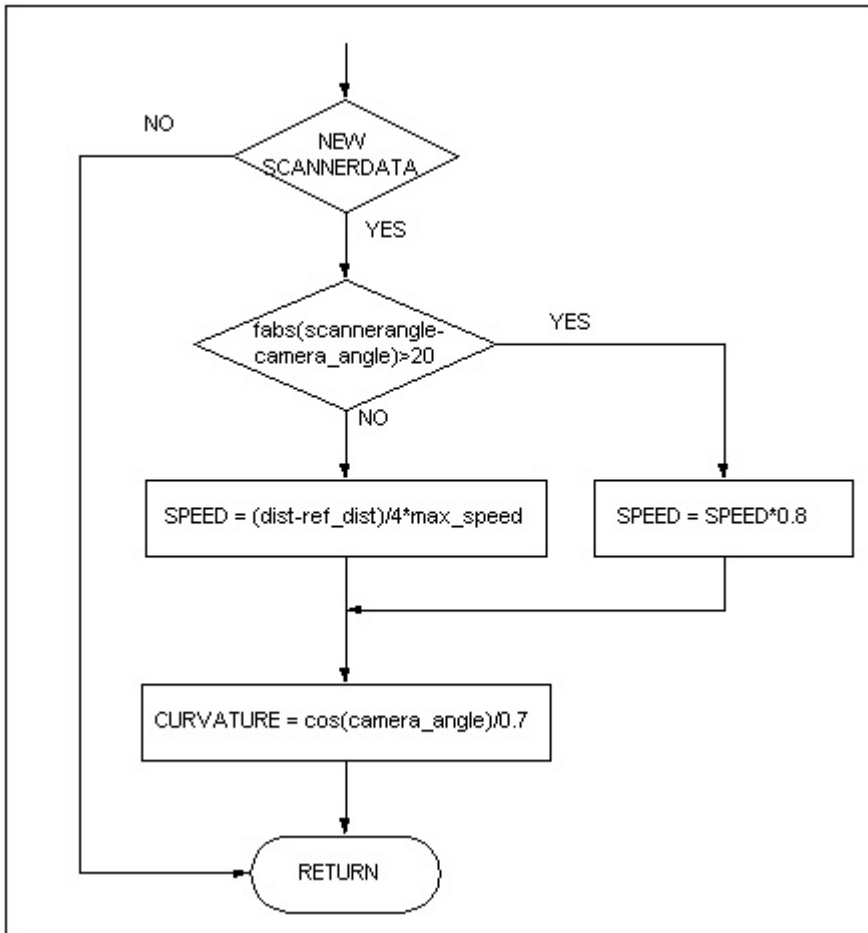 NO
NEW
SCANNERDATA
YES
fabs(scannerangle-
camera_angle)>20
YES
NO
SPEED = (dist-ref_dist)/4*max_speed
SPEED = SPEED*0.8
CURVATURE = cos(camera_angle)/0.7
RETURN